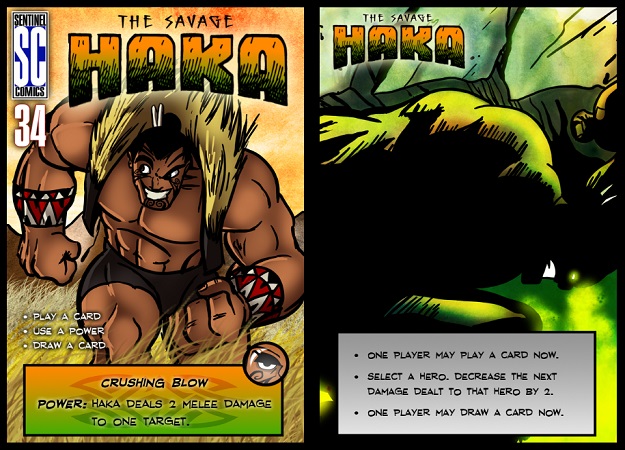 SENTINEL
SC
COMICS
34
THE SAVAGE
HAKA
• PLAY A CARD
• USE A POWER
• DRAW A CARD
CRUSHING BLOW
POWER: HAKA DEALS 2 MELEE DAMAGE
TO ONE TARGET.
THE SAVAGE
HAKA
• ONE PLAYER MAY PLAY A CARD NOW.
• SELECT A HERO. DECREASE THE NEXT
DAMAGE DEALT TO THAT HERO BY 2.
• ONE PLAYER MAY DRAW A CARD NOW.